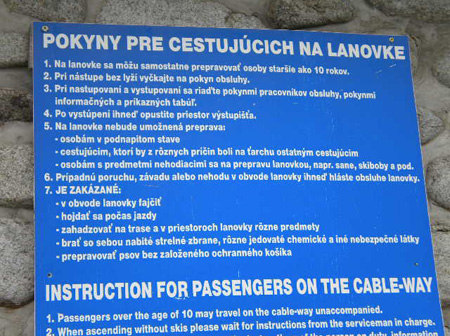 POKYNY PRE CESTUJÚCICH NA LANOVKE
1. Na lanovke sa môžu samostatne prepravovať osoby staršie ako 10 rokov.
2. Pri nástupe bez lyží vyčkajte na pokyn obsluhy.
3. Pri nastupovaní a vystupovaní sa riaďte pokynmi pracovníkov obsluhy, pokynmi
informačných a príkazných tabúľ.
4. Po vystúpení ihneď opustite priestor výstupišťa.
5. Na lanovke nebude umožnená preprava:
- osobám v podnapitom stave
- cestujúcim, ktorí by z rôznych príčin boli na ťarchu ostatným cestujúcim
- osobám s predmetmi nehodiacimi sa na prepravu lanovkou, napr. sane, skiboby a pod.
6. Prípadnú poruchu, závadu alebo nehodu v obvode lanovky ihneď hláste obsluhe lanovky.
7. JE ZAKÁZANÉ:
- v obvode lanovky fajčiť
- hojdať sa počas jazdy
- zahadzovať na trase a v priestoroch lanovky rôzne predmety
- brať so sebou nabité strelné zbrane, rôzne jedovaté chemické a iné nebezpečné látky
- prepravovať psov bez založeného ochranného košíka
INSTRUCTION FOR PASSENGERS ON THE CABLE-WAY
1. Passengers over the age of 10 may travel on the cable-way unaccompanied.
2. When ascending without skis please wait for instructions from the serviceman in charge.